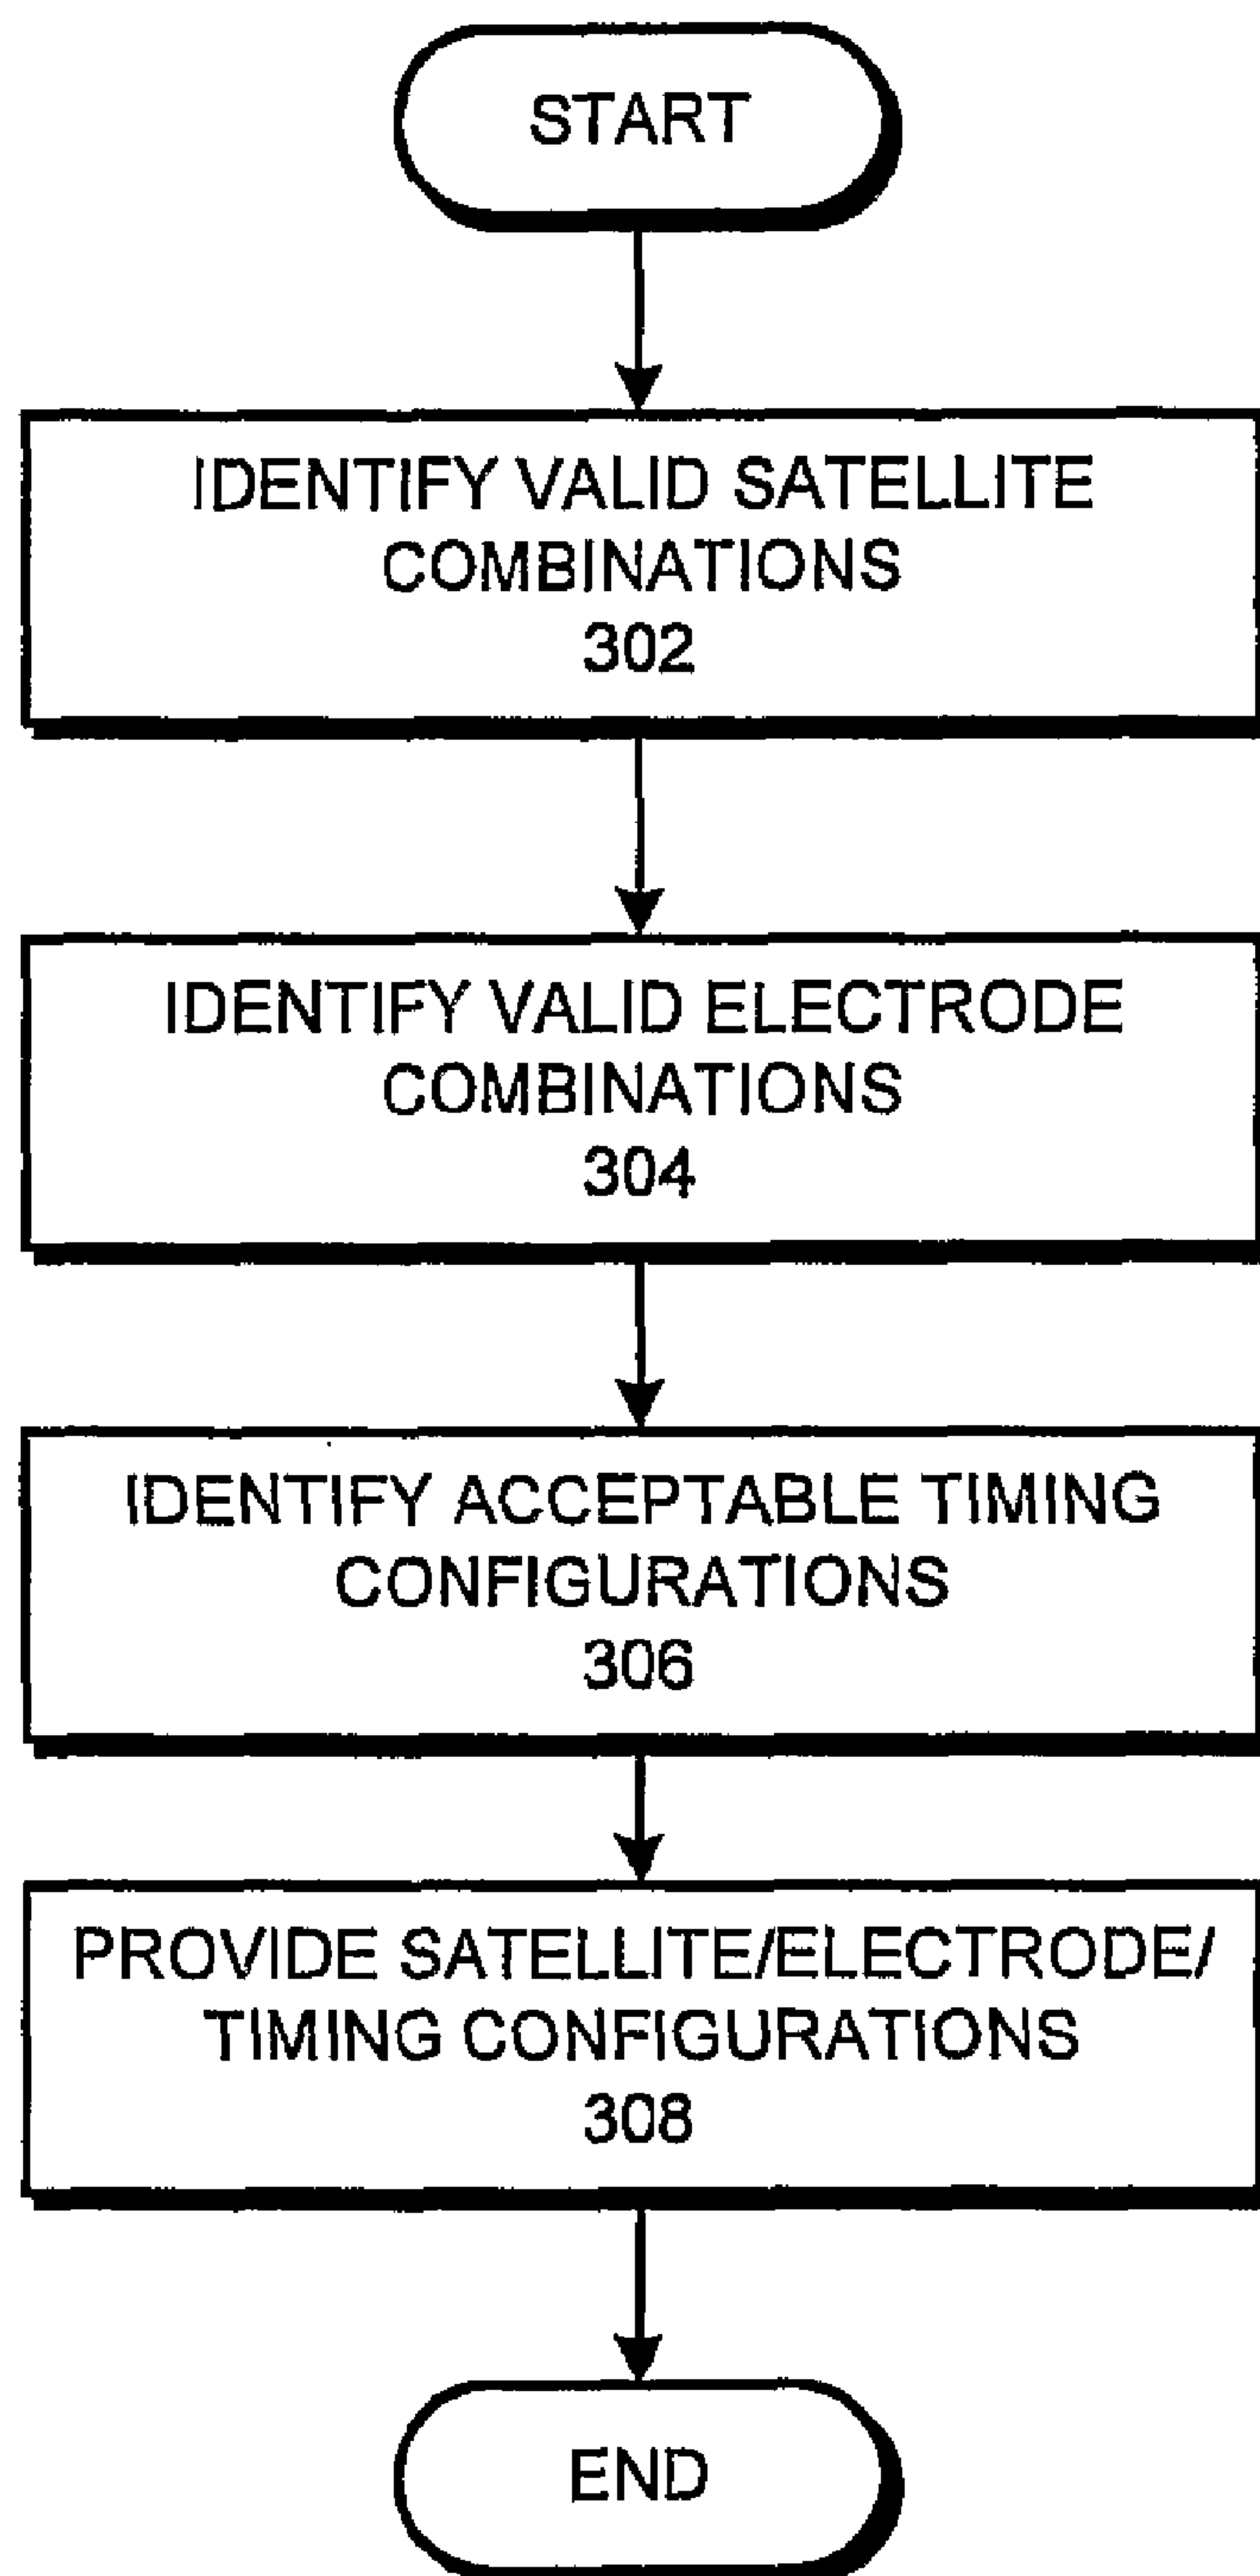 START
IDENTIFY VALID SATELLITE
COMBINATIONS
302
IDENTIFY VALID ELECTRODE
COMBINATIONS
304
IDENTIFY ACCEPTABLE TIMING
CONFIGURATIONS
306
PROVIDE SATELLITE/ELECTRODE/
TIMING CONFIGURATIONS
308
END